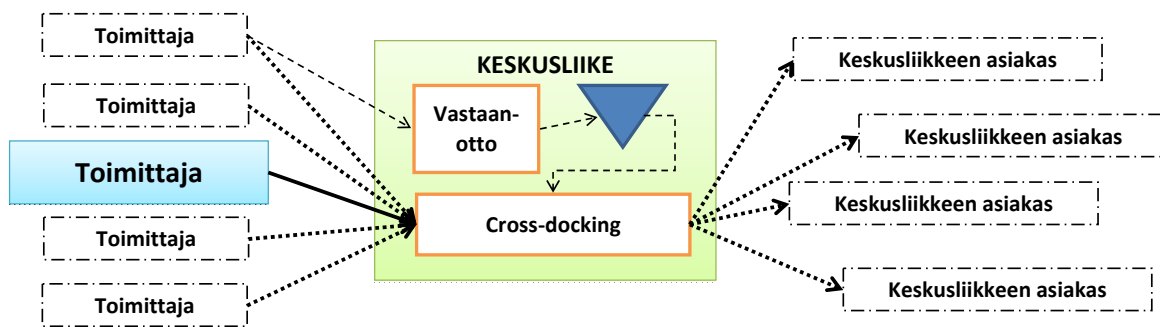 Toimittaja
Toimittaja
Toimittaja
Toimittaja
Toimittaja
KESKUSLIIKE
Vastaan-
otto
Cross-docking
Keskusliikkeen asiakas
Keskusliikkeen asiakas
Keskusliikkeen asiakas
Keskusliikkeen asiakas